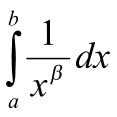 ∫_a^b 1/x^β dx